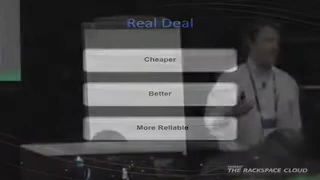 Real Deal
Cheaper
Better
More Reliable
THE RACKSPACE CLOUD